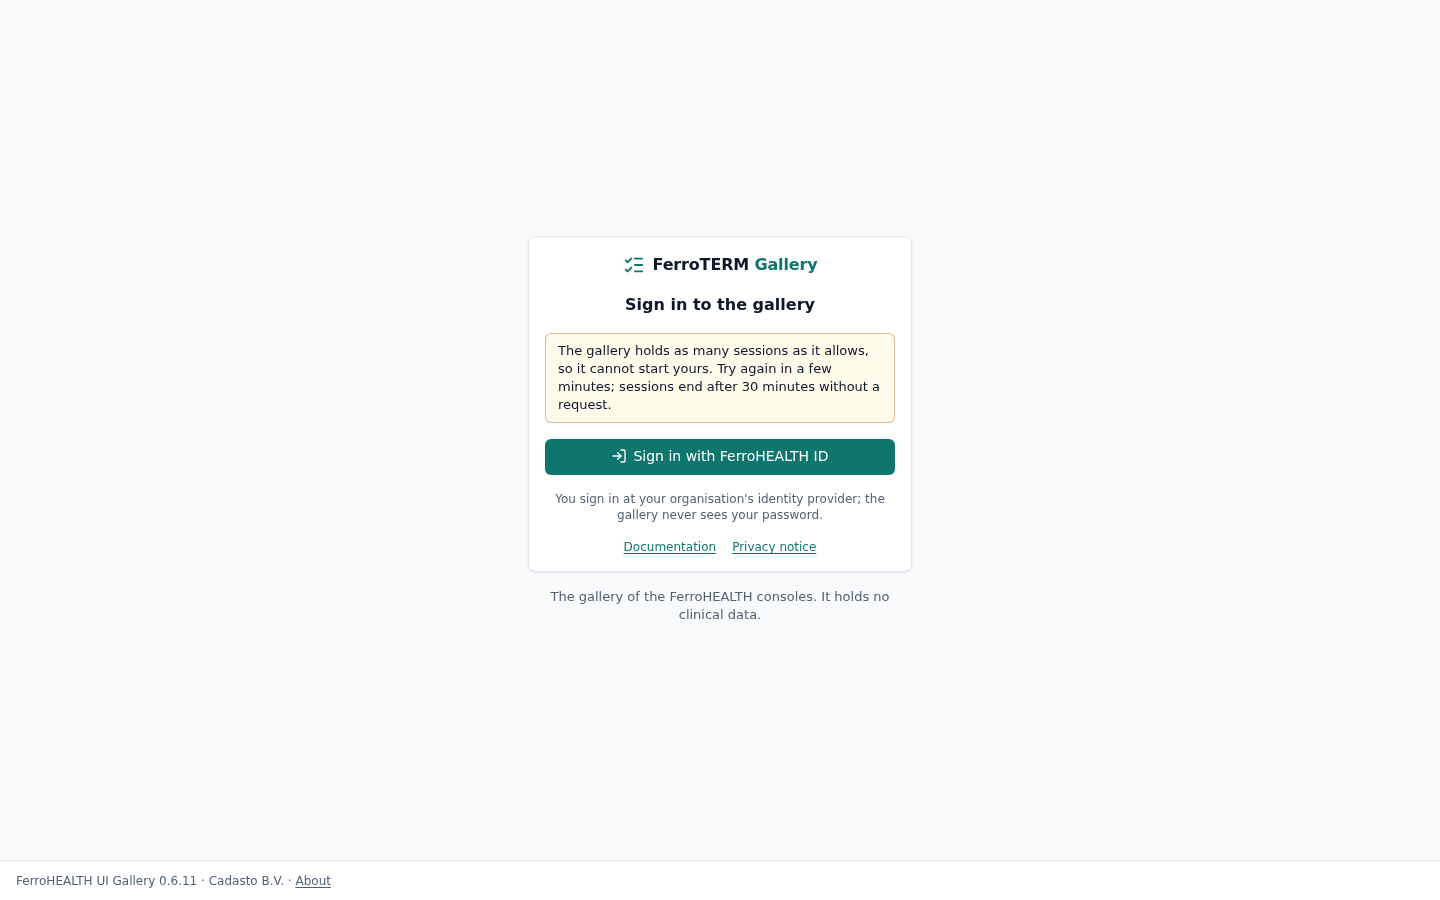 FerroTERM Gallery
Sign in to the gallery
The gallery holds as many sessions as it allows,
so it cannot start yours. Try again in a few
minutes; sessions end after 30 minutes without a
request.
Sign in with FerroHEALTH ID
You sign in at your organisation's identity provider; the
gallery never sees your password.
Documentation Privacy notice
The gallery of the FerroHEALTH consoles. It holds no
clinical data.
FerroHEALTH UI Gallery 0.6.11 · Cadasto B.V. · About